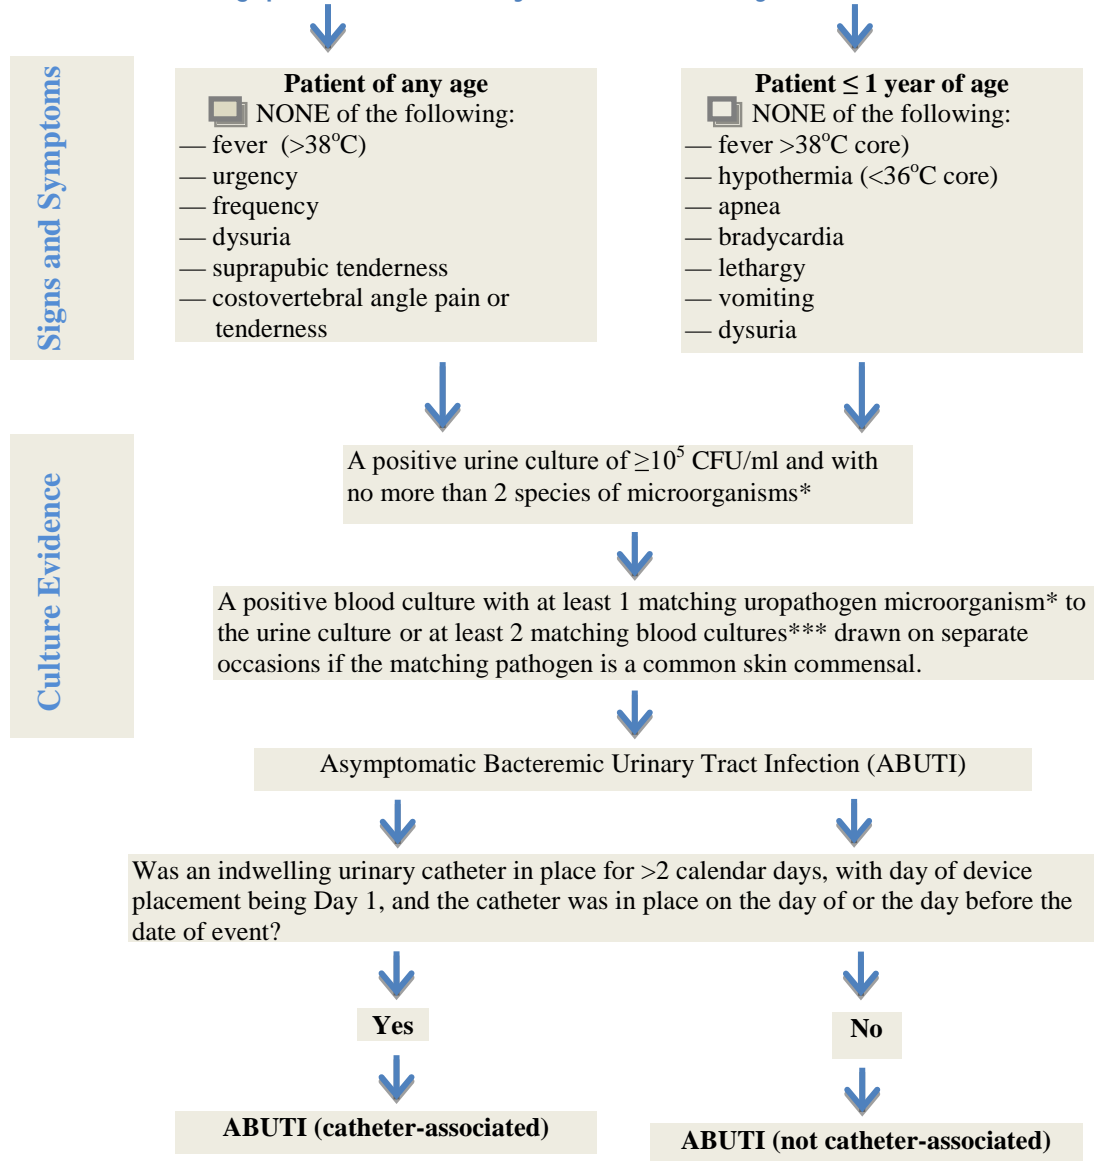 Signs and Symptoms
Patient of any age
NONE of the following:
— fever (>38°C)
— urgency
— frequency
— dysuria
— suprapubic tenderness
— costovertebral angle pain or
tenderness
Patient ≤ 1 year of age
NONE of the following:
— fever >38°C core)
— hypothermia (<36°C core)
— apnea
— bradycardia
— lethargy
— vomiting
— dysuria
Culture Evidence
A positive urine culture of ≥10⁵ CFU/ml and with
no more than 2 species of microorganisms*
A positive blood culture with at least 1 matching uropathogen microorganism* to
the urine culture or at least 2 matching blood cultures*** drawn on separate
occasions if the matching pathogen is a common skin commensal.
Asymptomatic Bacteremic Urinary Tract Infection (ABUTI)
Was an indwelling urinary catheter in place for >2 calendar days, with day of device
placement being Day 1, and the catheter was in place on the day of or the day before the
date of event?
Yes
No
ABUTI (catheter-associated)
ABUTI (not catheter-associated)